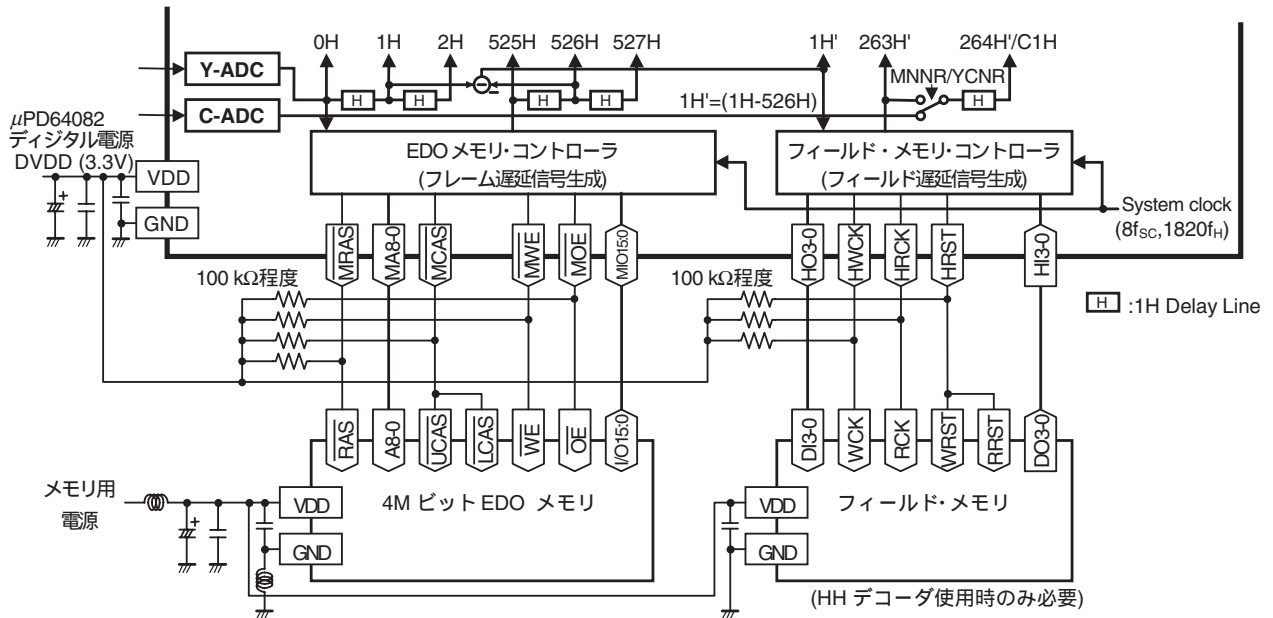 0H 1H 2H 525H 526H 527H 1H' 263H' 264H'/C1H
Y-ADC
H H H H
MNNR/YCNR
H
C-ADC
1H'=(1H-526H)
μPD64082
ディジタル電源
DVDD (3.3V)
VDD
GND
EDO メモリ・コントローラ
(フレーム遅延信号生成)
フィールド・メモリ・コントローラ
(フィールド遅延信号生成)
System clock
(8fSC,1820fH)
MRAS MA8-0 MCAS MWE MOE MIO15:0 HO3-0 HWCK HRCK HRST HI3-0
100 kΩ程度 100 kΩ程度
H :1H Delay Line
RAS A8-0 UCAS LCAS WE OE I/O15:0 DI3-0 WCK RCK WRST RRST DO3-0
メモリ用
電源
VDD
4M ビット EDO メモリ
GND
VDD
フィールド・メモリ
GND
(HH デコーダ使用時のみ必要)